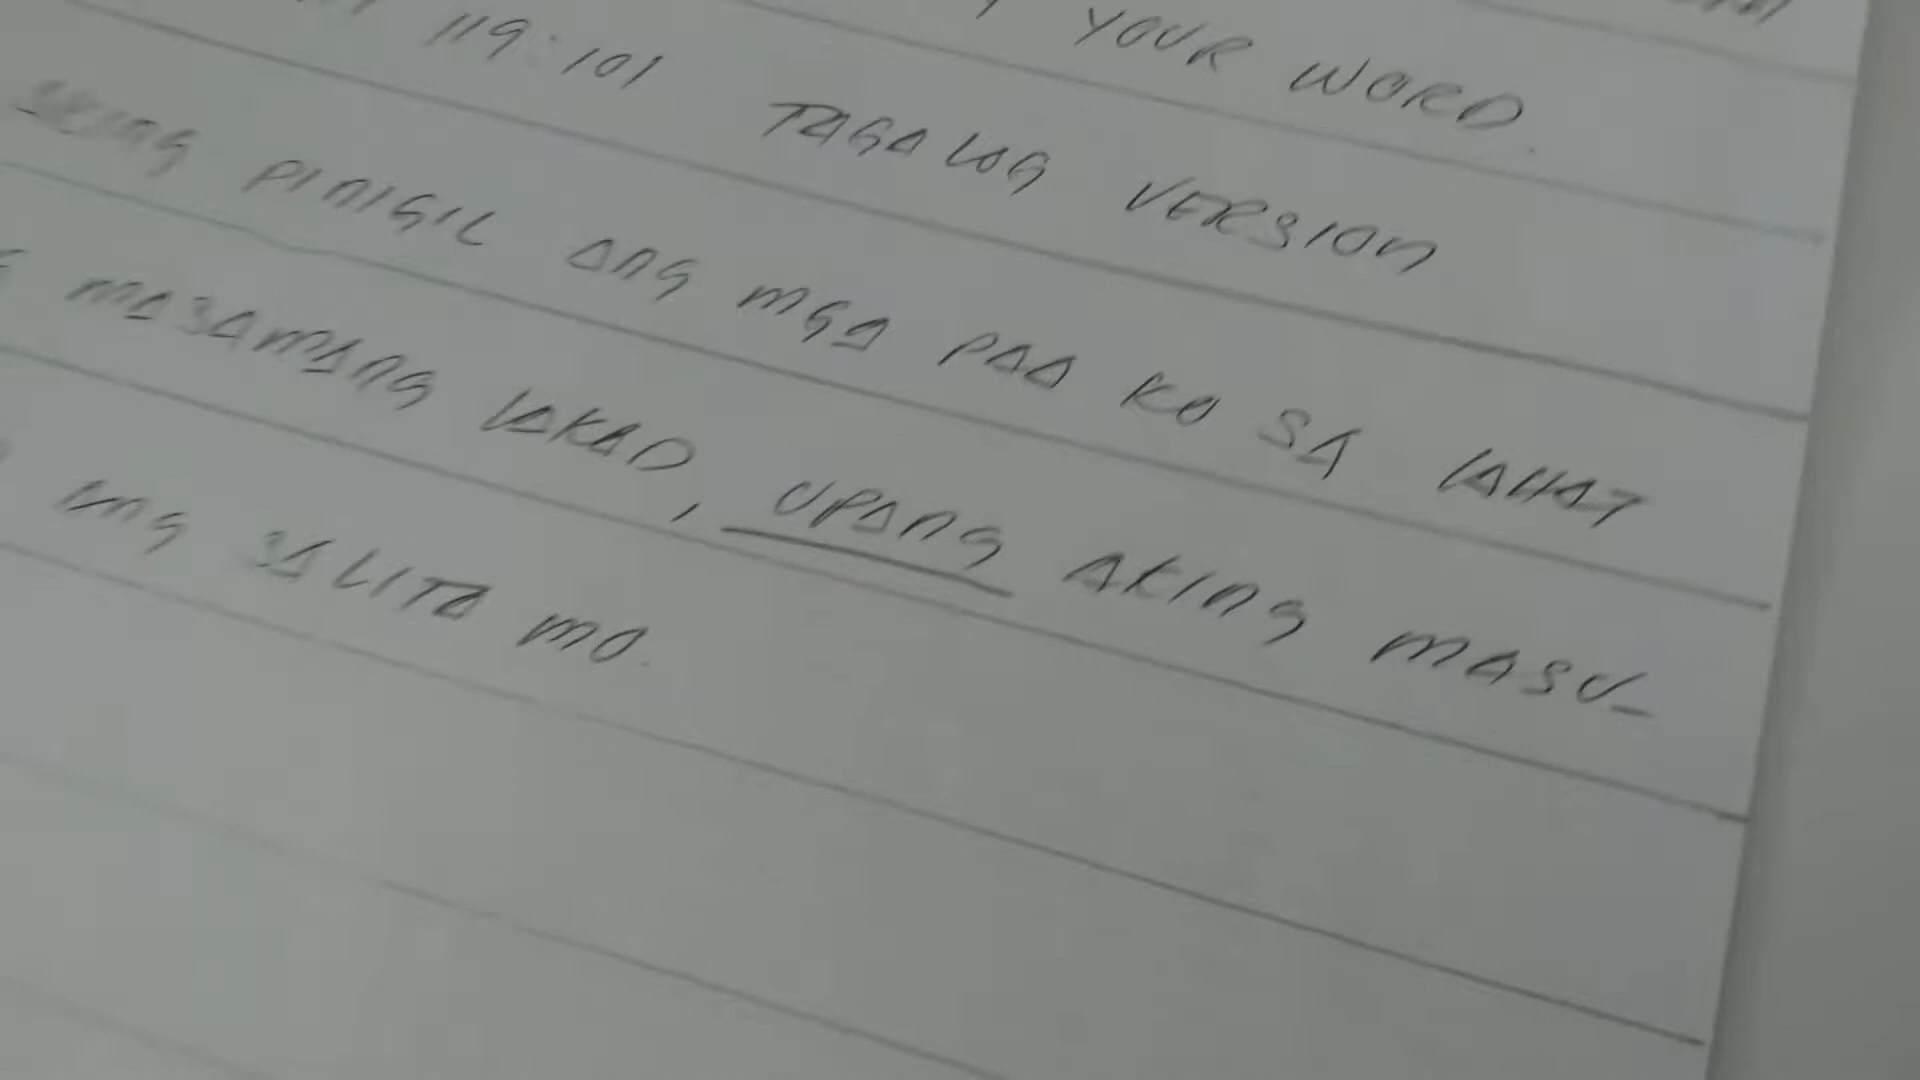 YOUR WORD.
119:101 TAGALOG VERSION
PINIGIL ANG MGA PAA KO SA LAHAT
MASAMANG LAKAD, UPANG AKING MASU-
ANG SALITA MO.